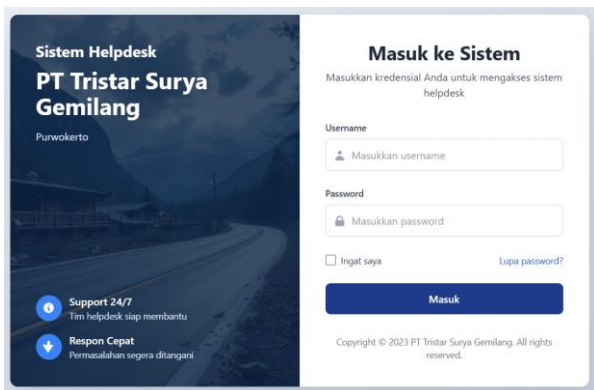 Sistem Helpdesk
PT Tristar Surya
Gemilang
Purwokerto
Support 24/7
Tim helpdesk siap membantu
Respon Cepat
Permasalahan segera ditangani
Masuk ke Sistem
Masukkan kredensial Anda untuk mengakses sistem
helpdesk
Username
Masukkan username
Password
Masukkan password
Ingat saya
Lupa password?
Masuk
Copyright © 2023 PT Tristar Surya Gemilang. All rights
reserved.